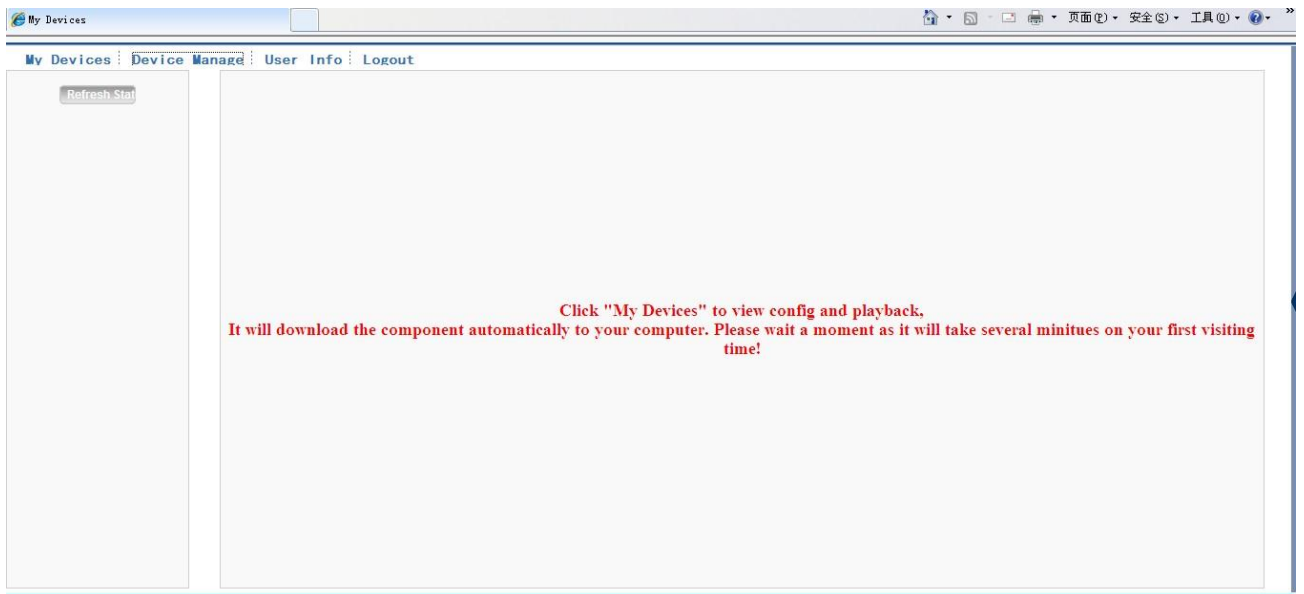 My Devices
页面(P) 安全(S) 工具(O) »
My Devices Device Manage User Info Logout
Refresh Stat
Click "My Devices" to view config and playback,
It will download the component automatically to your computer. Please wait a moment as it will take several minitues on your first visiting
time!